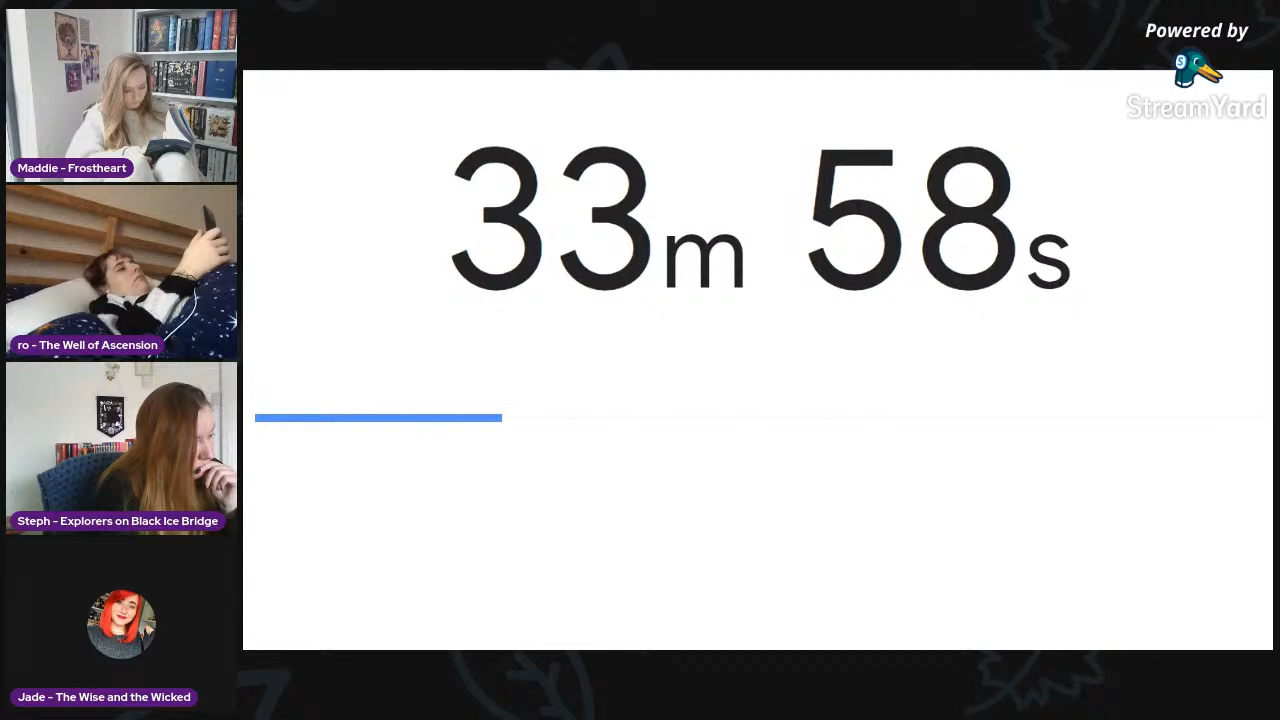 Powered by
StreamYard
Maddie - Frostheart
33m 58s
ro - The Well of Ascension
Steph - Explorers on Black Ice Bridge
Jade - The Wise and the Wicked